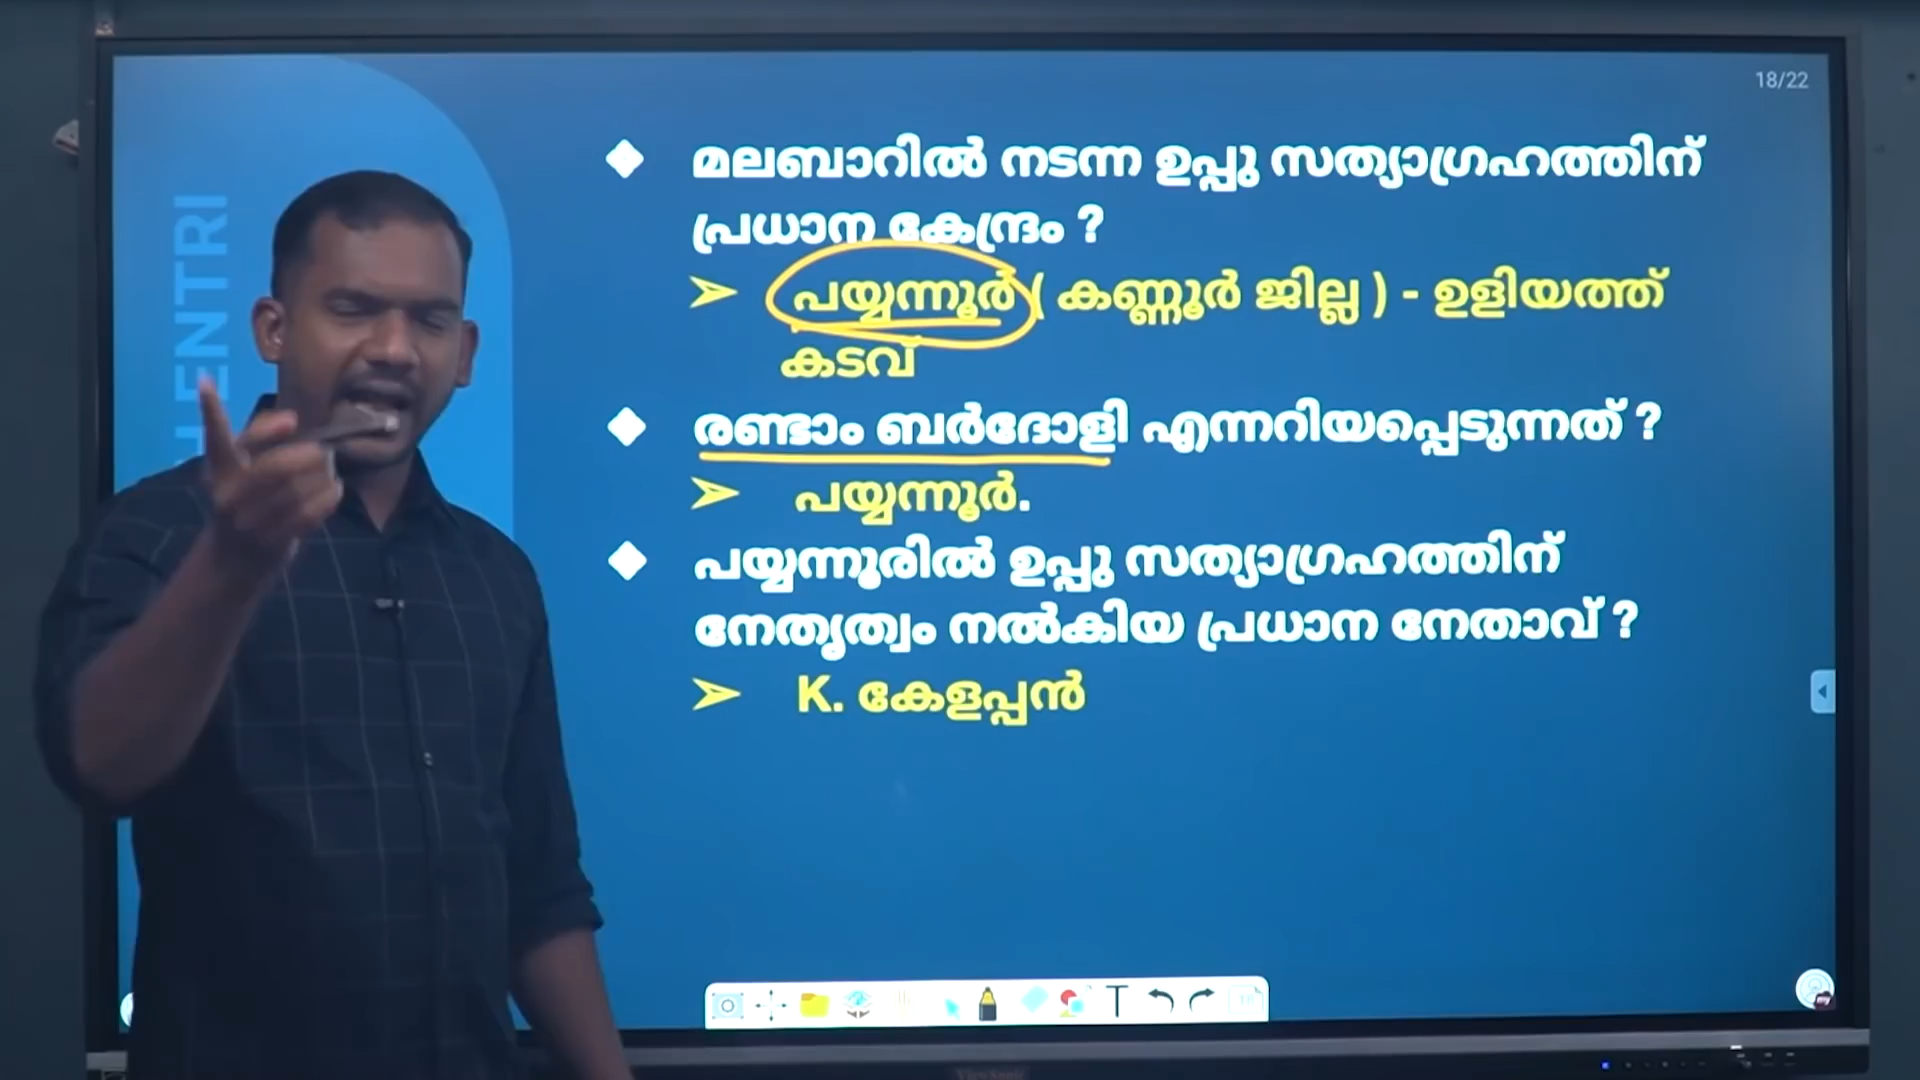 18/22
ENTRI
മലബാറിൽ നടന്ന ഉപ്പു സത്യാഗ്രഹത്തിന്
പ്രധാന കേന്ദ്രം ?
പയ്യന്നൂർ ( കണ്ണൂർ ജില്ല ) - ഉളിയത്ത്
കടവ്
രണ്ടാം ബർദോളി എന്നറിയപ്പെടുന്നത് ?
പയ്യന്നൂർ.
പയ്യന്നൂരിൽ ഉപ്പു സത്യാഗ്രഹത്തിന്
നേതൃത്വം നൽകിയ പ്രധാന നേതാവ് ?
K. കേളപ്പൻ
T
ViewSonic